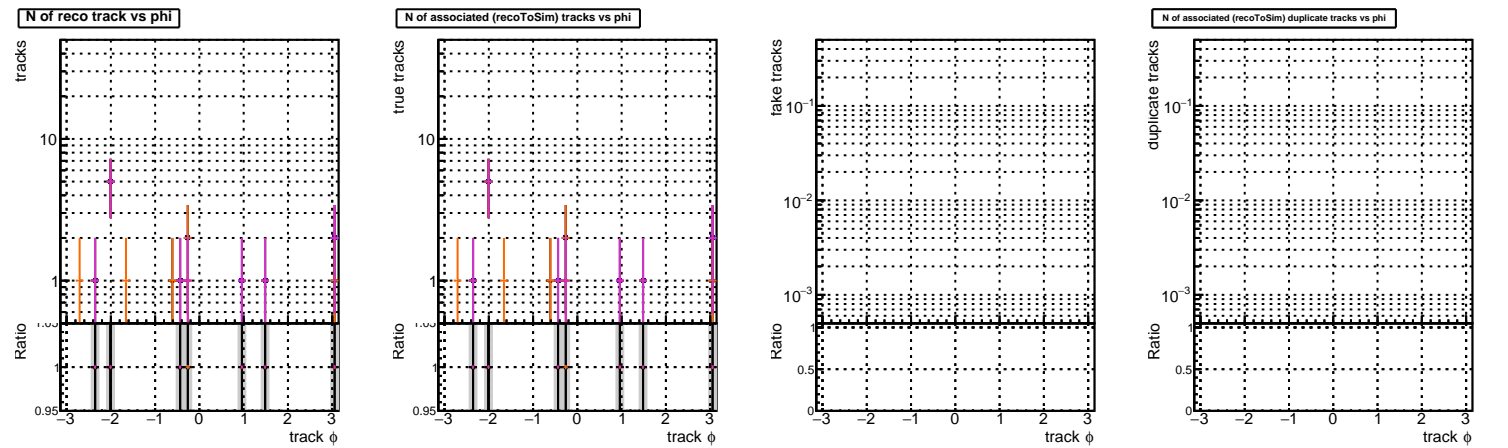 N of reco track vs phi
tracks
10
1
1.05
Ratio
1
0.95
−3 −2 −1 0 1 2 3
track ϕ
N of associated (recoToSim) tracks vs phi
true tracks
10
1
1.05
Ratio
1
0.95
−3 −2 −1 0 1 2 3
track ϕ
fake tracks
10−1
10−2
10−3
Ratio
1
0.5
0
−3 −2 −1 0 1 2 3
track ϕ
N of associated (recoToSim) duplicate tracks vs phi
duplicate tracks
10−1
10−2
10−3
Ratio
1
0.5
0
−3 −2 −1 0 1 2 3
track ϕ